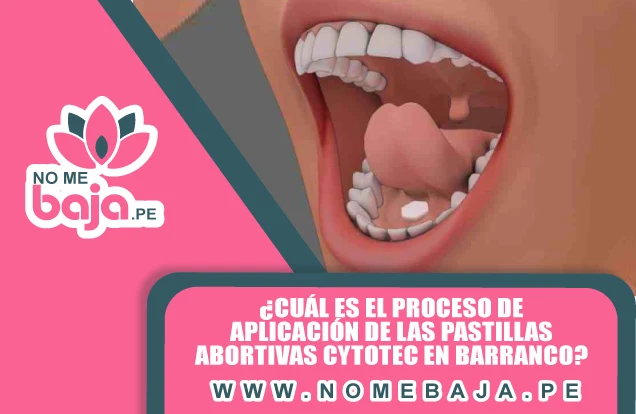 NO ME
baja.PE
¿CUÁL ES EL PROCESO DE
APLICACIÓN DE LAS PASTILLAS
ABORTIVAS CYTOTEC EN BARRANCO?
WWW.NOMEBAJA.PE